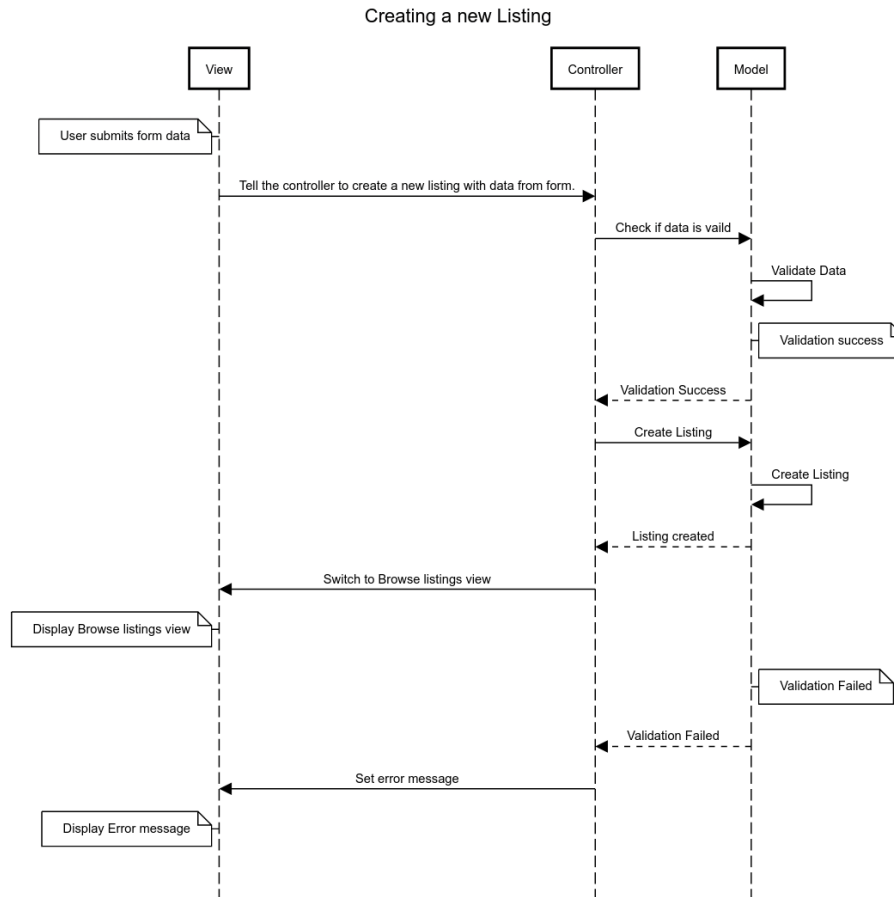 Creating a new Listing
View
Controller
Model
User submits form data
Tell the controller to create a new listing with data from form.
Check if data is vaild
Validate Data
Validation success
Validation Success
Create Listing
Create Listing
Listing created
Switch to Browse listings view
Display Browse listings view
Validation Failed
Validation Failed
Set error message
Display Error message